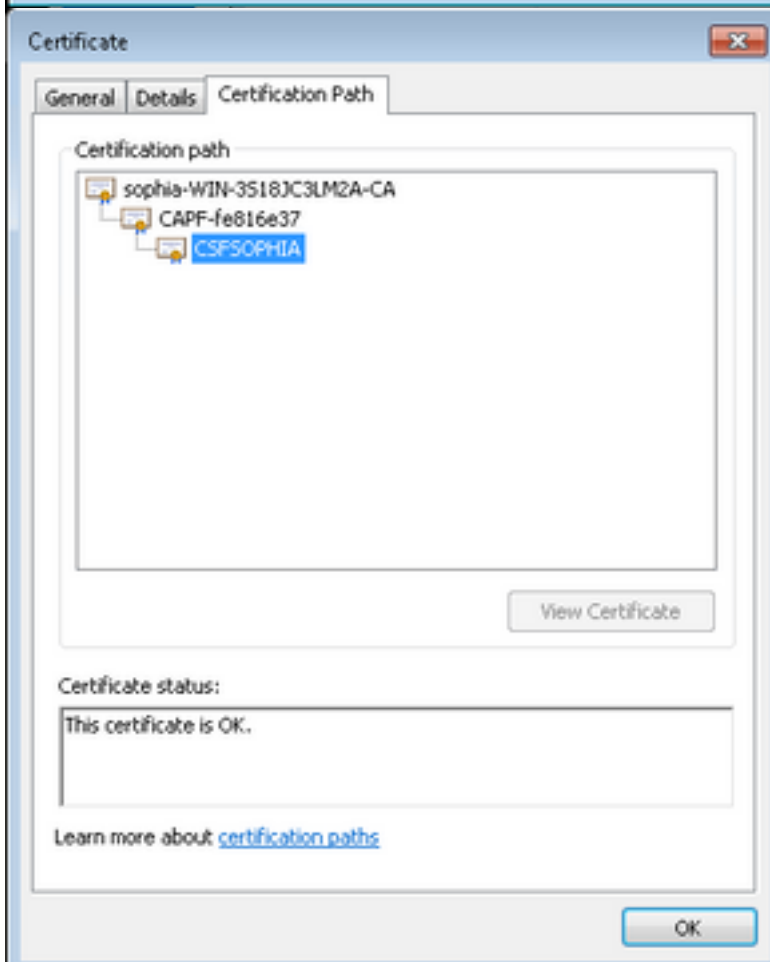 Certificate
General Details Certification Path
Certification path
sophia-WIN-3S18JC3LM2A-CA
CAPF-fe816e37
CSFSOPHIA
View Certificate
Certificate status:
This certificate is OK.
Learn more about certification paths
OK